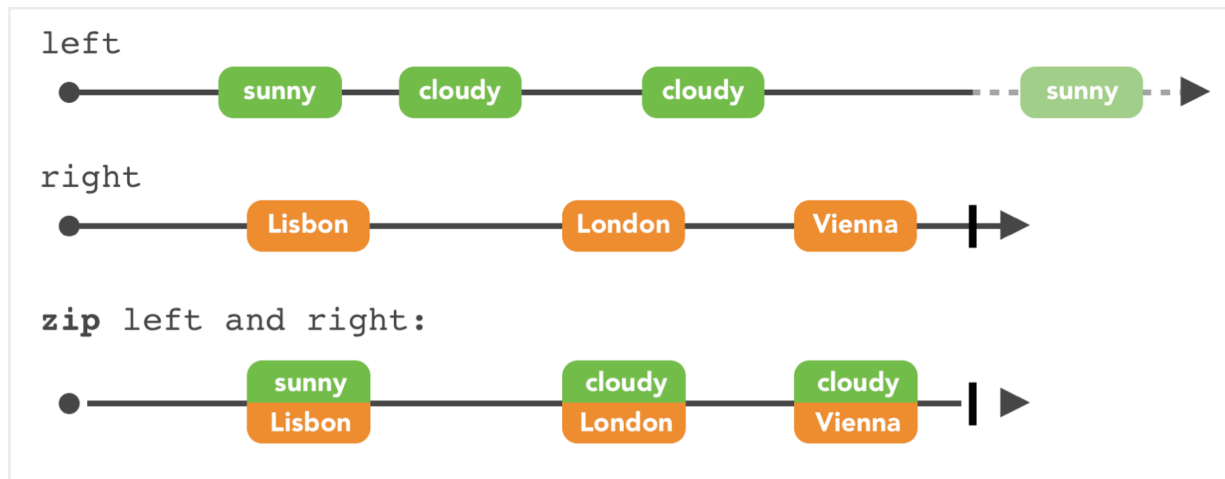 left
sunny cloudy cloudy sunny
right
Lisbon London Vienna
zip left and right:
sunny cloudy cloudy
Lisbon London Vienna